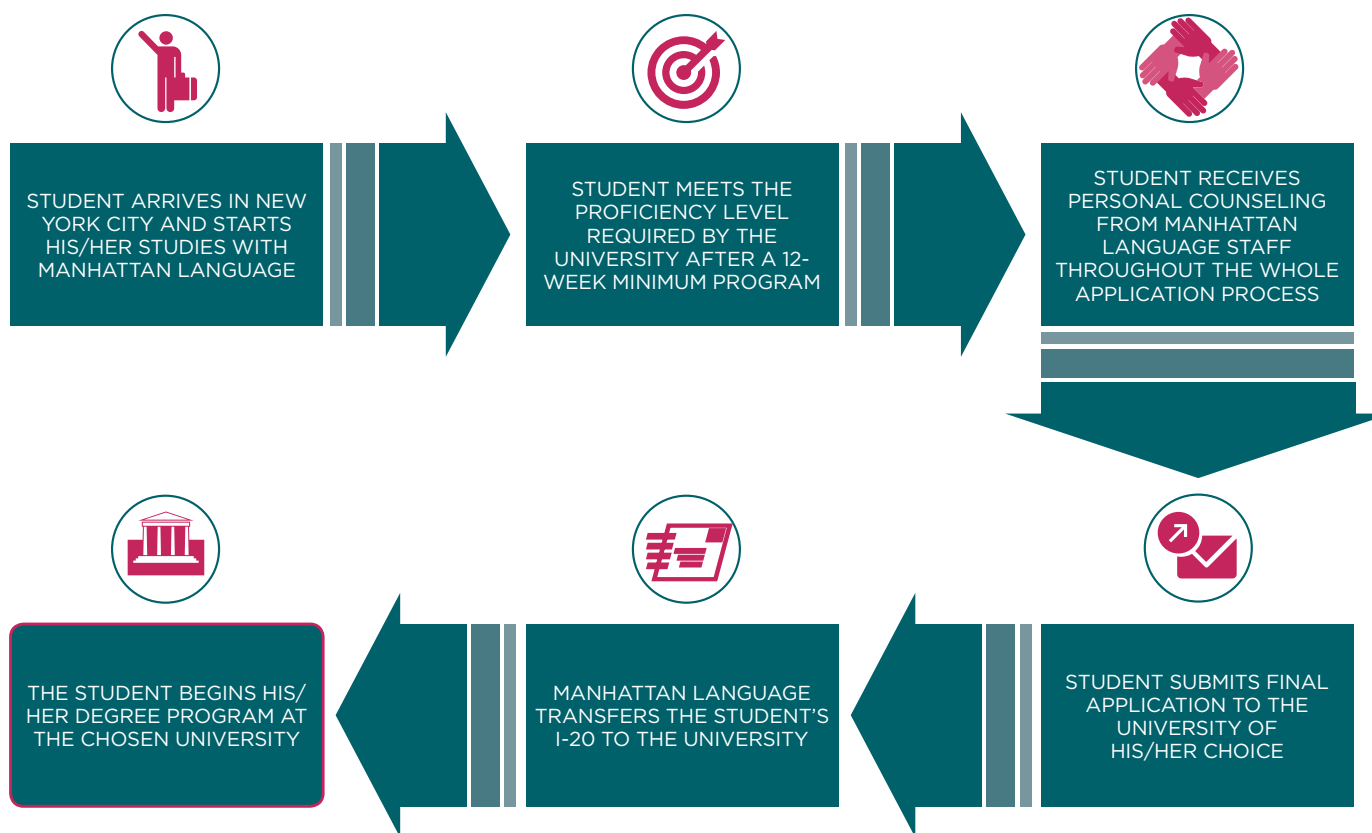 STUDENT ARRIVES IN NEW
YORK CITY AND STARTS
HIS/HER STUDIES WITH
MANHATTAN LANGUAGE
STUDENT MEETS THE
PROFICIENCY LEVEL
REQUIRED BY THE
UNIVERSITY AFTER A 12-
WEEK MINIMUM PROGRAM
STUDENT RECEIVES
PERSONAL COUNSELING
FROM MANHATTAN
LANGUAGE STAFF
THROUGHOUT THE WHOLE
APPLICATION PROCESS
STUDENT SUBMITS FINAL
APPLICATION TO THE
UNIVERSITY OF
HIS/HER CHOICE
MANHATTAN LANGUAGE
TRANSFERS THE STUDENT’S
I-20 TO THE UNIVERSITY
THE STUDENT BEGINS HIS/
HER DEGREE PROGRAM AT
THE CHOSEN UNIVERSITY